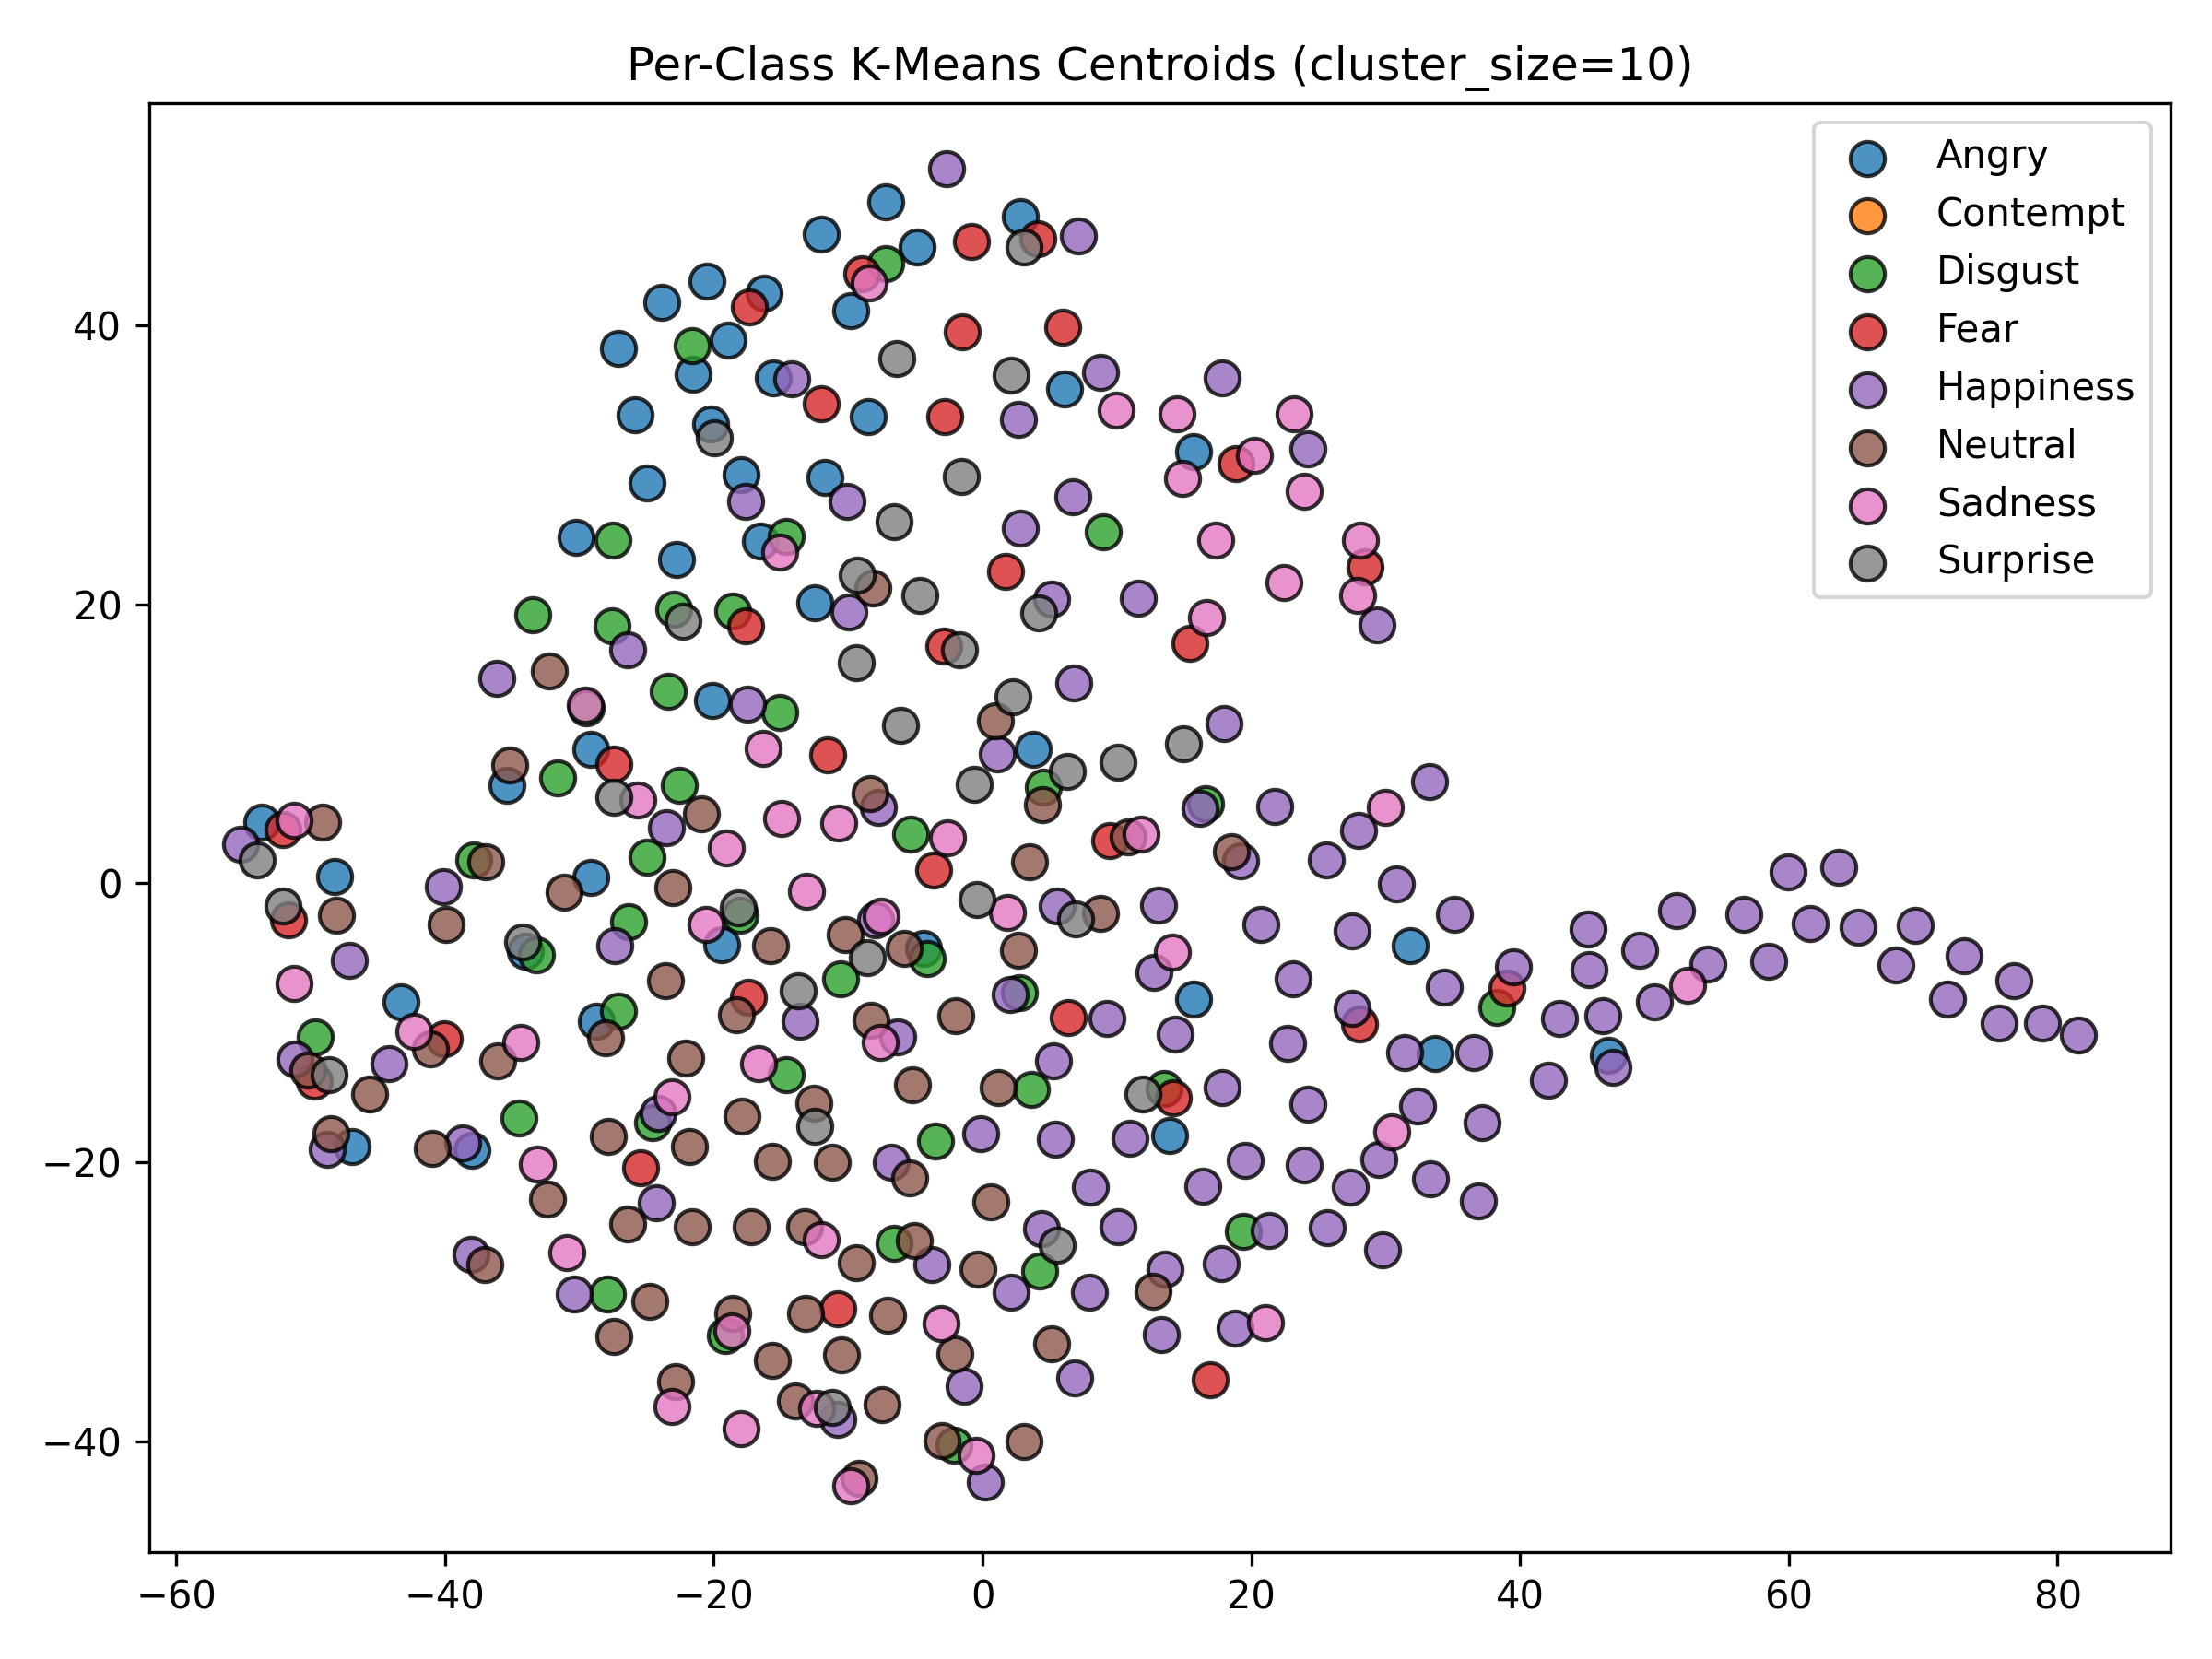 Per-Class K-Means Centroids (cluster_size=10)
Angry
Contempt
Disgust
Fear
Happiness
Neutral
Sadness
Surprise
40
20
0
−20
−40
−60 −40 −20 0 20 40 60 80